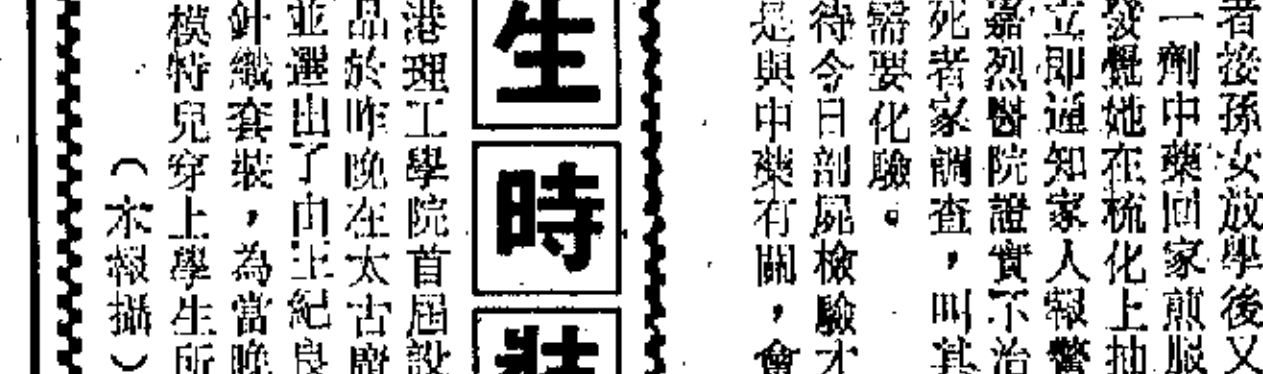 者接孫女放學後又
一劑中藥回家煎服
發覺她在梳化上抽
立即通知家人報警
嘉烈醫院證實不治
死者家調查，叫其
需要化驗。
待今日剖屍檢驗才
是與中藥有關，會
生時裝
港理工學院首屆設
品於昨晚在太古廣
並選出了由王紀良
針織套裝，為當晚
模特兒穿上學生所
（本報攝）